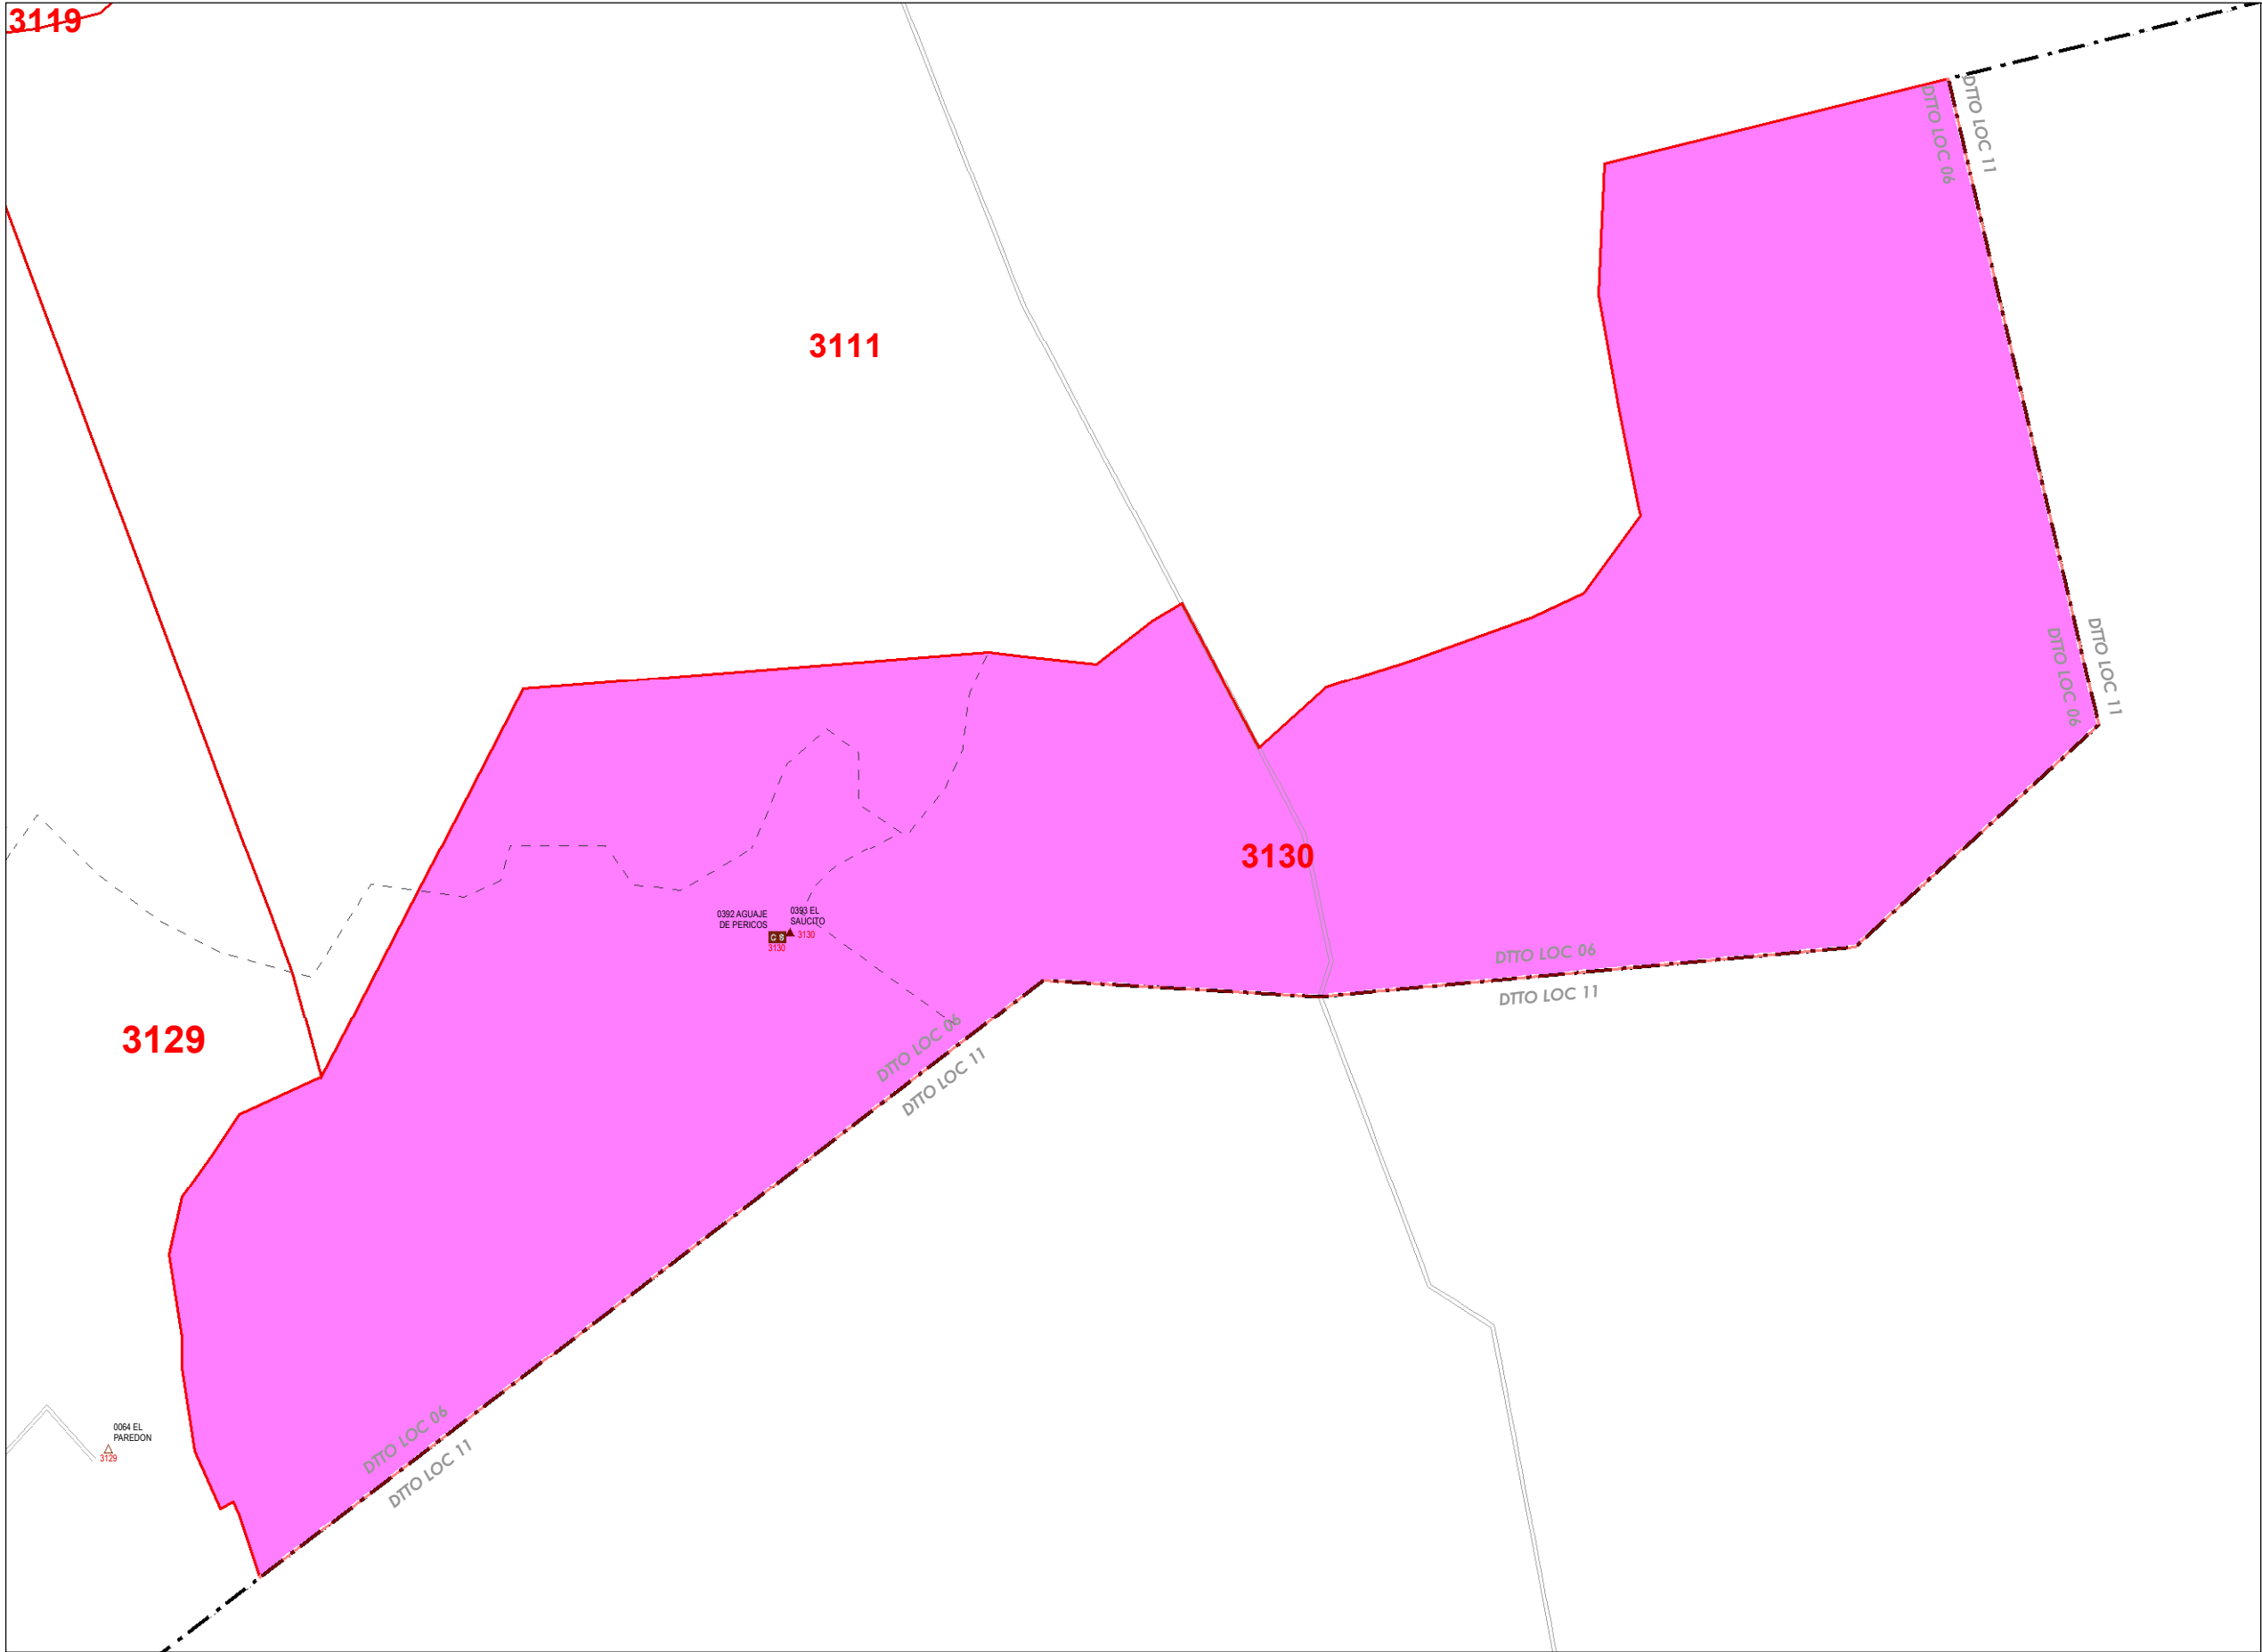 3119
DTTO LOC 11
DTTO LOC 06
3111
DTTO LOC 11
DTTO LOC 06
3130
0392 AGUAJE
DE PERICOS
3130
0393 EL
SAUCITO
3130
DTTO LOC 06
DTTO LOC 11
DTTO LOC 06
DTTO LOC 11
3129
DTTO LOC 06
DTTO LOC 11
0064 EL
PAREDON
3129